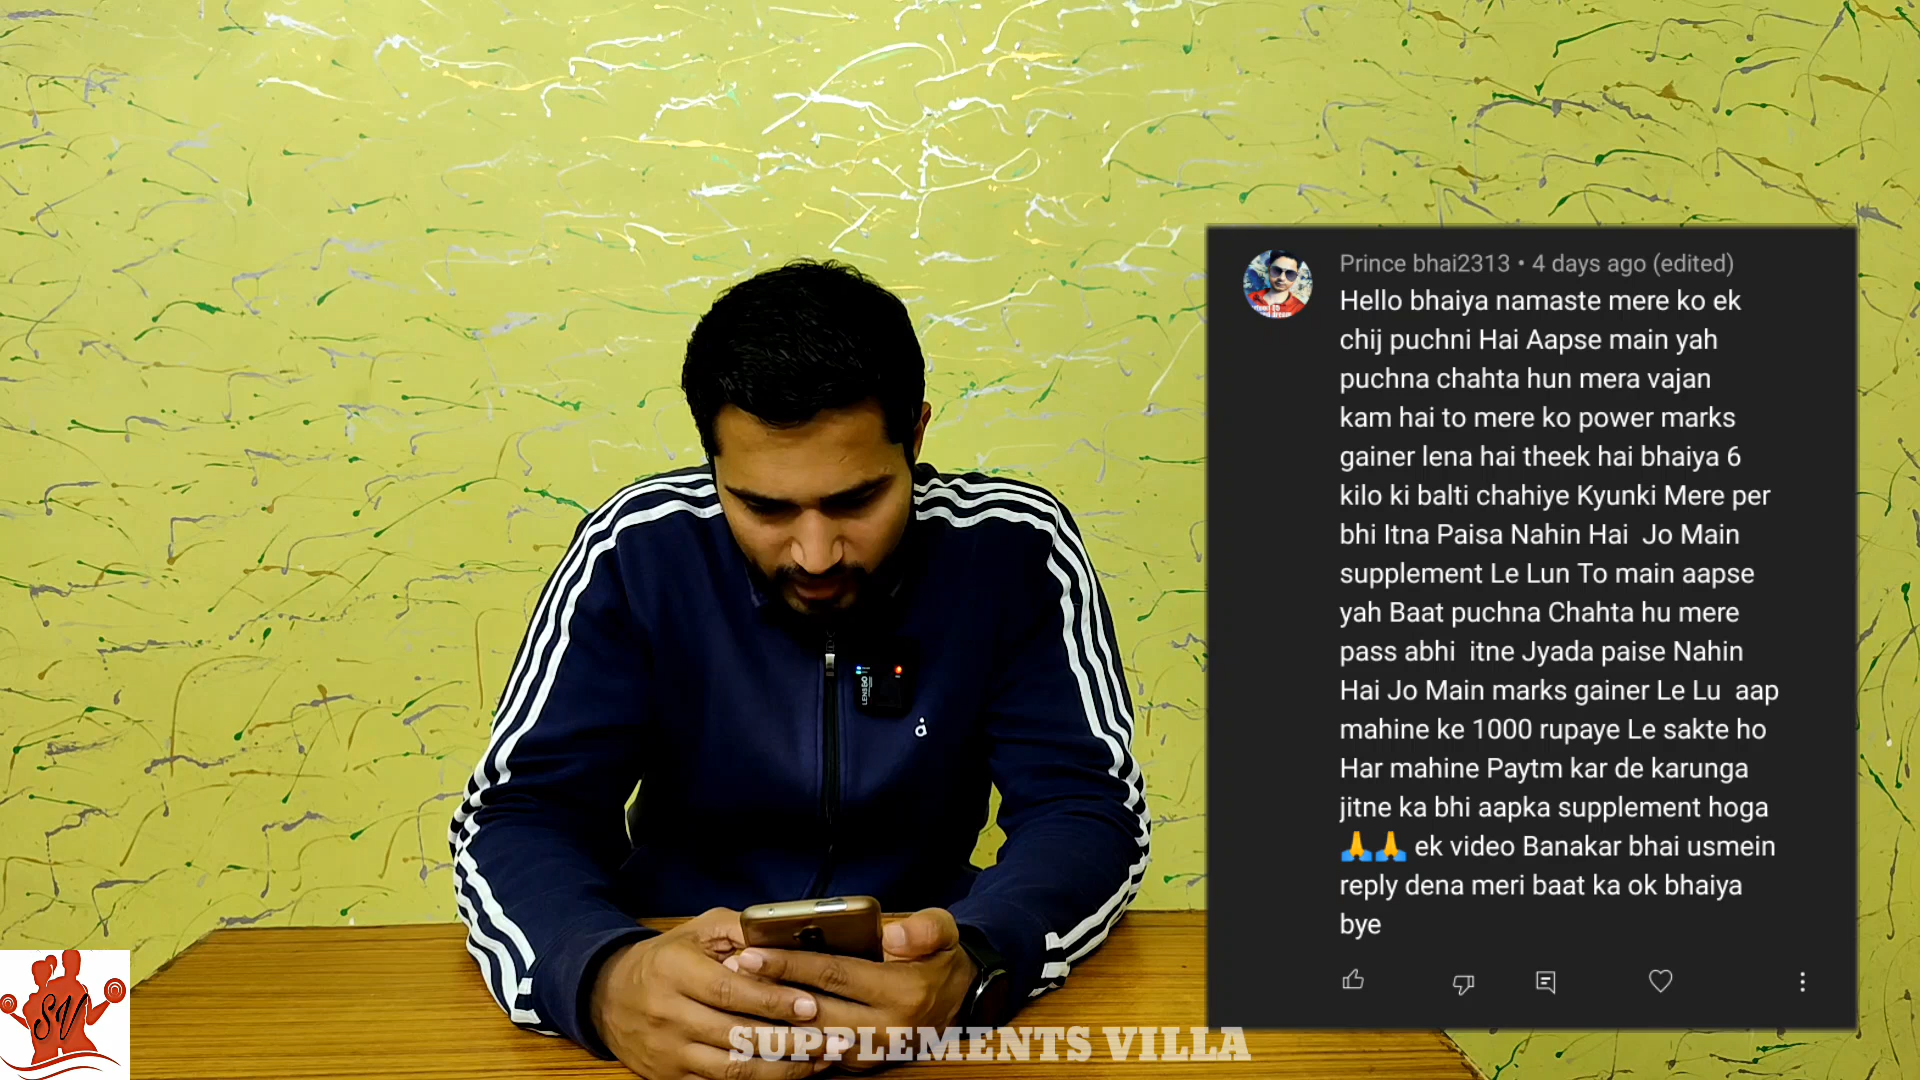 Prince bhai2313 • 4 days ago (edited)
Hello bhaiya namaste mere ko ek
chij puchni Hai Aapse main yah
puchna chahta hun mera vajan
kam hai to mere ko power marks
gainer lena hai theek hai bhaiya 6
kilo ki balti chahiye Kyunki Mere per
bhi Itna Paisa Nahin Hai Jo Main
supplement Le Lun To main aapse
yah Baat puchna Chahta hu mere
pass abhi itne Jyada paise Nahin
Hai Jo Main marks gainer Le Lu aap
mahine ke 1000 rupaye Le sakte ho
Har mahine Paytm kar de karunga
jitne ka bhi aapka supplement hoga
🙏🙏 ek video Banakar bhai usmein
reply dena meri baat ka ok bhaiya
bye
SV
SUPPLEMENTS VILLA